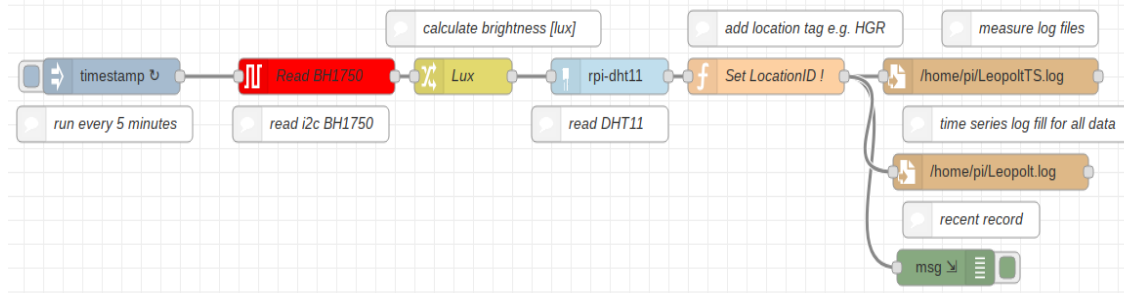 calculate brightness [lux]
add location tag e.g. HGR
measure log files
timestamp ↻
Read BH1750
Lux
rpi-dht11
Set LocationID !
/home/pi/LeopoltTS.log
run every 5 minutes
read i2c BH1750
read DHT11
time series log fill for all data
/home/pi/Leopolt.log
recent record
msg ⇲